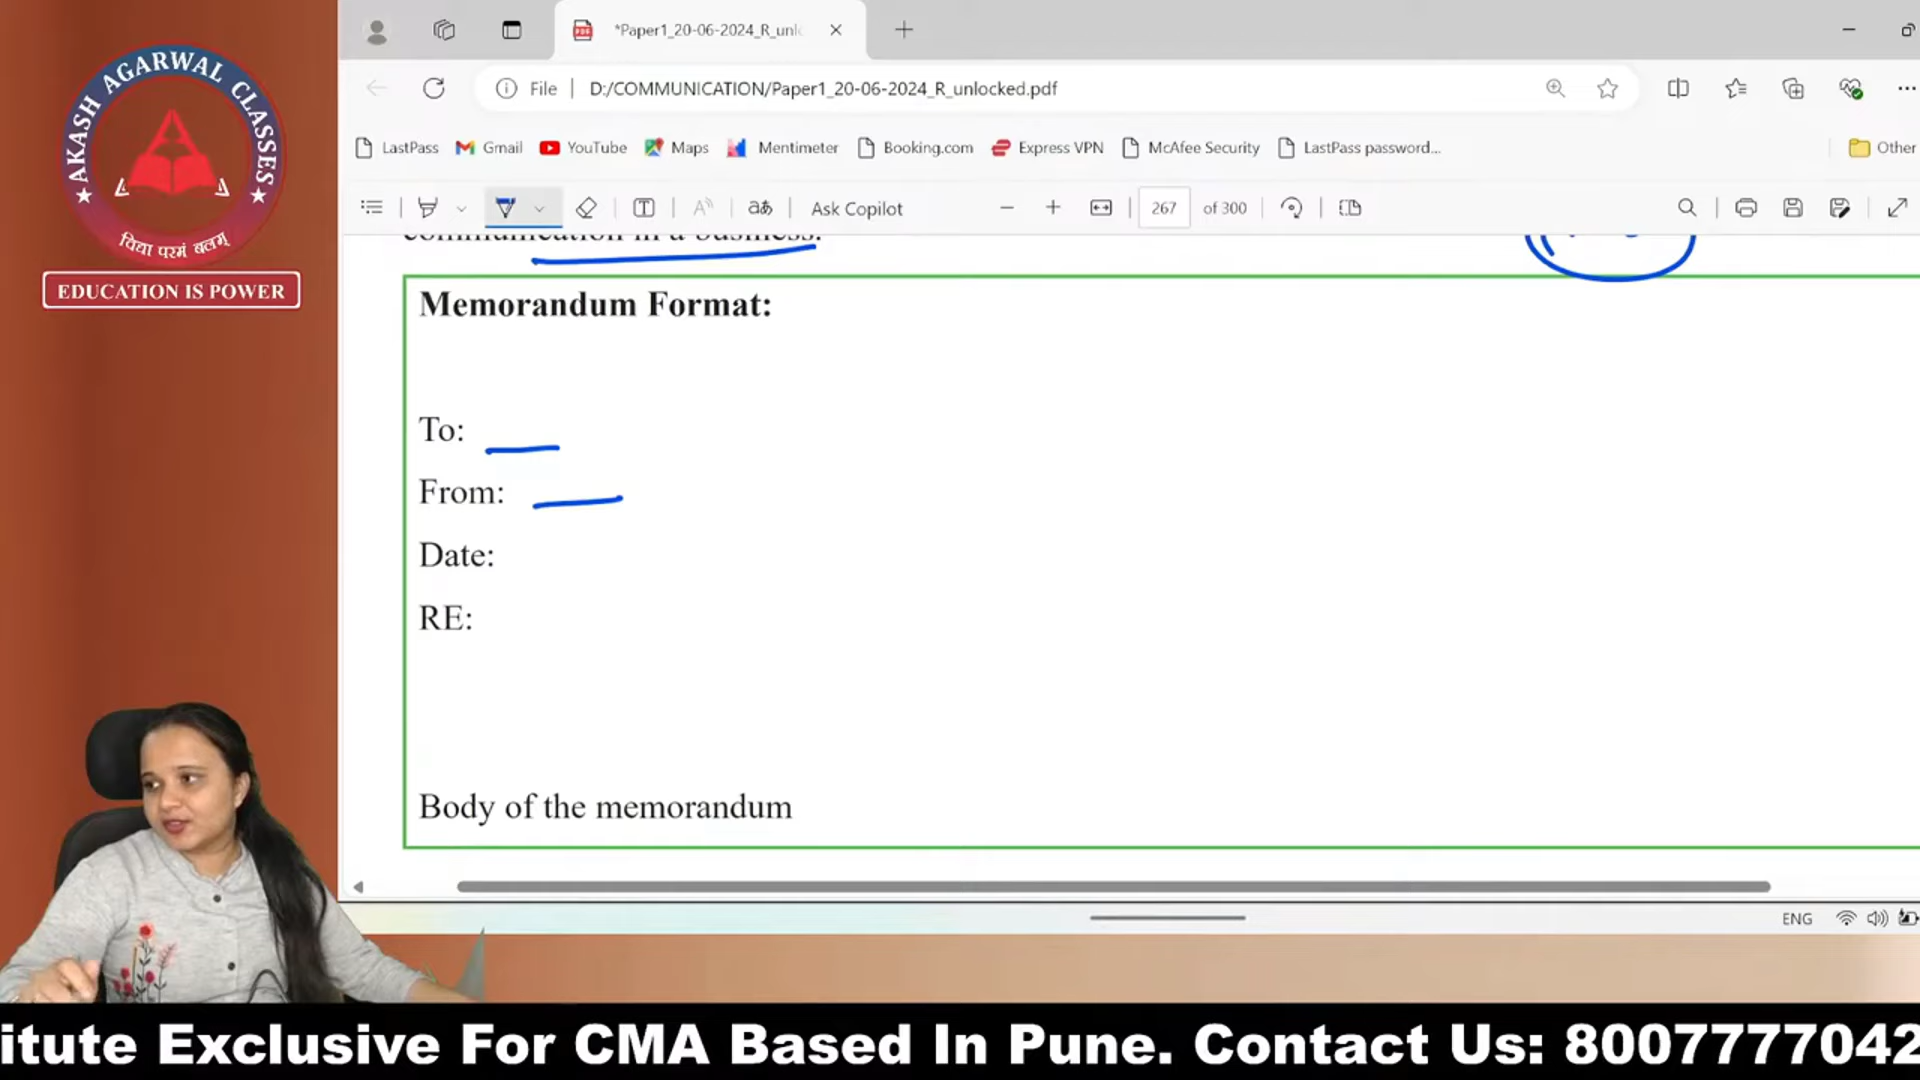 *Paper1_20-06-2024_R_unl
File
D:/COMMUNICATION/Paper1_20-06-2024_R_unlocked.pdf
LastPass
Gmail
YouTube
Maps
Mentimeter
Booking.com
Express VPN
McAfee Security
LastPass password...
Other
Ask Copilot
267
of 300
communication in a business.
Memorandum Format:
To:
From:
Date:
RE:
Body of the memorandum
ENG
★ AKASH AGARWAL CLASSES ★
विद्या परमं बलम्
EDUCATION IS POWER
itute Exclusive For CMA Based In Pune. Contact Us: 8007777042